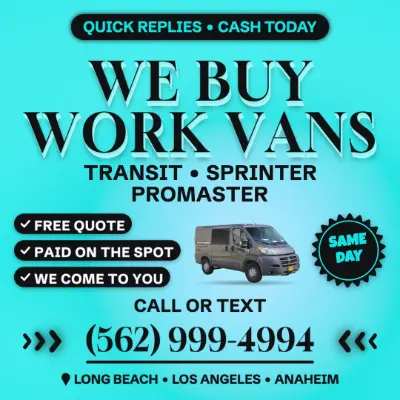 QUICK REPLIES • CASH TODAY
WE BUY
WORK VANS
TRANSIT • SPRINTER
PROMASTER
FREE QUOTE
PAID ON THE SPOT
WE COME TO YOU
SAME
DAY
CALL OR TEXT
(562) 999-4994
LONG BEACH • LOS ANGELES • ANAHEIM